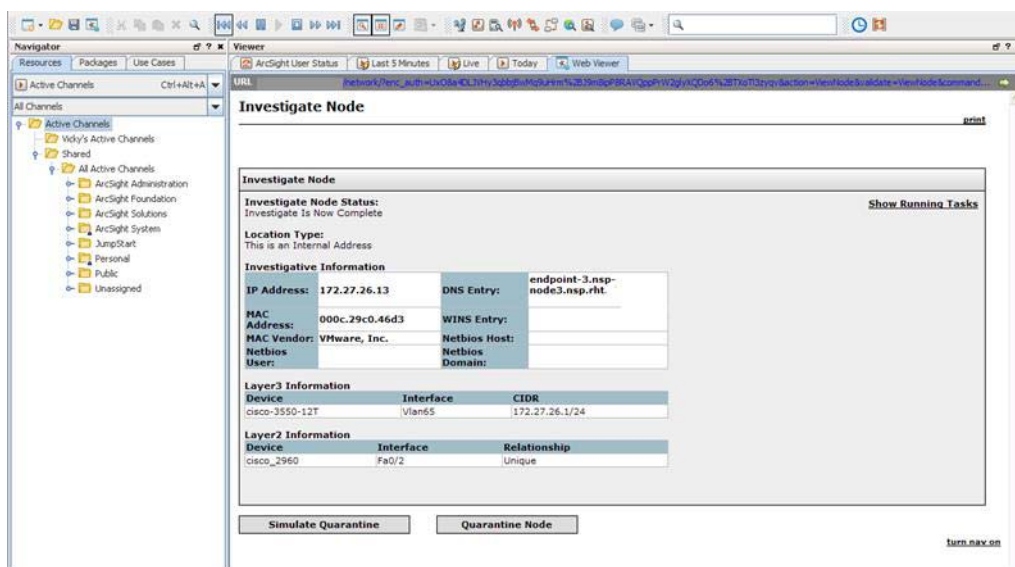 Navigator
Resources Packages Use Cases
Active Channels Ctrl+Alt+A
All Channels
Active Channels
Vicky's Active Channels
Shared
All Active Channels
ArcSight Administration
ArcSight Foundation
ArcSight Solutions
ArcSight System
JumpStart
Personal
Public
Unassigned
Viewer
ArcSight User Status Last 5 Minutes Live Today Web Viewer
URL
Investigate Node
print
Investigate Node
Investigate Node Status:
Investigate Is Now Complete
Show Running Tasks
Location Type:
This is an Internal Address
Investigative Information
IP Address: 172.27.26.13 DNS Entry: endpoint-3.nsp-
node3.nsp.rht.
MAC
Address: 000c.29c0.46d3 WINS Entry:
MAC Vendor: VMware, Inc. Netbios Host:
Netbios
User: Netbios
Domain:
Layer3 Information
Device Interface CIDR
cisco-3550-12T Vlan65 172.27.26.1/24
Layer2 Information
Device Interface Relationship
cisco_2960 Fa0/2 Unique
Simulate Quarantine Quarantine Node
turn nav on